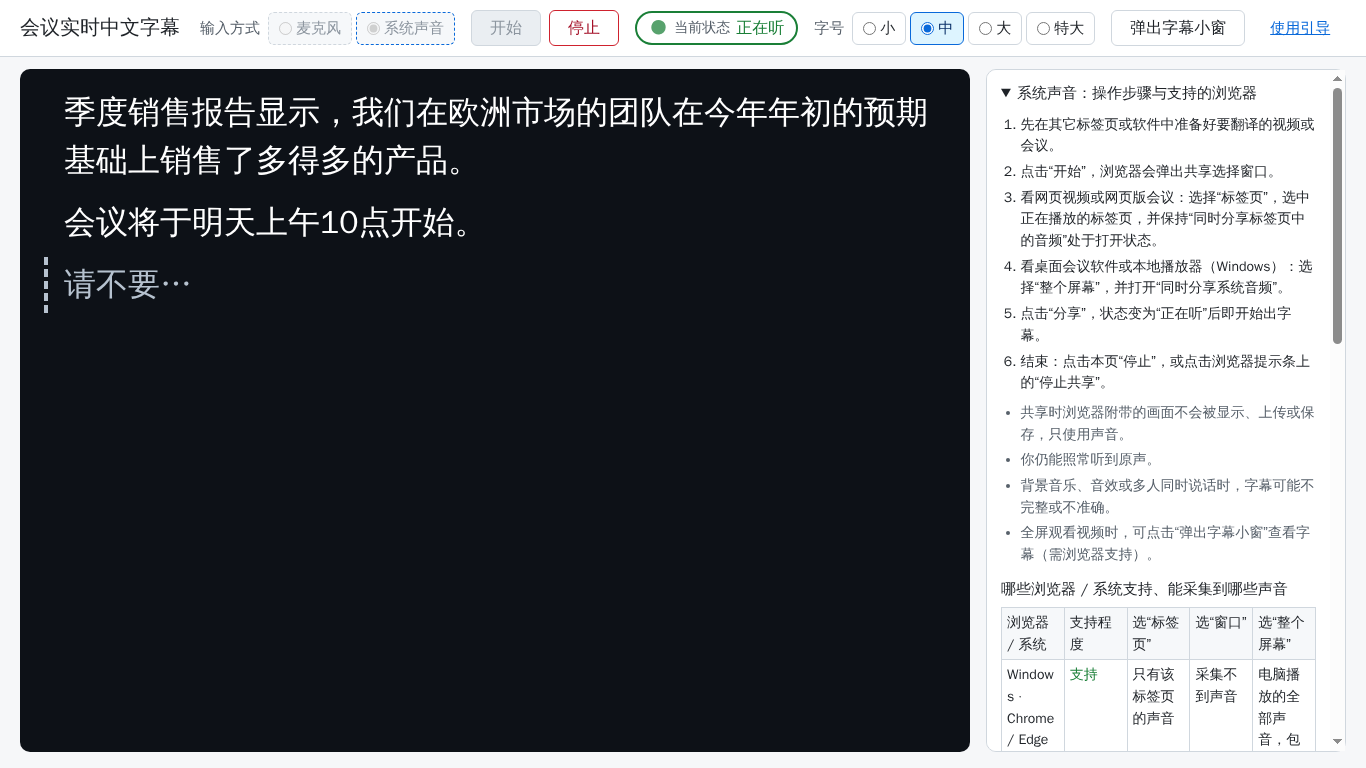 会议实时中文字幕 输入方式 麦克风 系统声音 开始 停止 当前状态 正在听 字号 小 中 大 特大 弹出字幕小窗 使用引导
季度销售报告显示，我们在欧洲市场的团队在今年年初的预期
基础上销售了多得多的产品。
会议将于明天上午10点开始。
请不要…
▼ 系统声音：操作步骤与支持的浏览器
1. 先在其它标签页或软件中准备好要翻译的视频或
会议。
2. 点击“开始”，浏览器会弹出共享选择窗口。
3. 看网页视频或网页版会议：选择“标签页”，选中
正在播放的标签页，并保持“同时分享标签页中
的音频”处于打开状态。
4. 看桌面会议软件或本地播放器（Windows）：选
择“整个屏幕”，并打开“同时分享系统音频”。
5. 点击“分享”，状态变为“正在听”后即开始出字
幕。
6. 结束：点击本页“停止”，或点击浏览器提示条上
的“停止共享”。
• 共享时浏览器附带的画面不会被显示、上传或保
存，只使用声音。
• 你仍能照常听到原声。
• 背景音乐、音效或多人同时说话时，字幕可能不
完整或不准确。
• 全屏观看视频时，可点击“弹出字幕小窗”查看字
幕（需浏览器支持）。
哪些浏览器 / 系统支持、能采集到哪些声音
浏览器 支持程 选“标签 选“窗口” 选“整个
/ 系统 度 页” 屏幕”
Window 支持 只有该 采集不 电脑播
s · 标签页 到声音 放的全
Chrome 的声音 部声
/ Edge 音，包